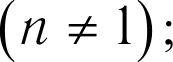 (n ≠ 1);